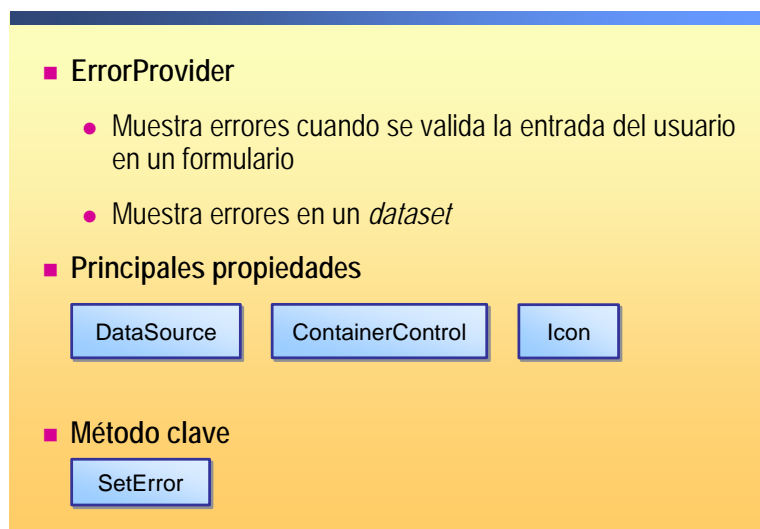 ErrorProvider
Muestra errores cuando se valida la entrada del usuario
en un formulario
Muestra errores en un dataset
Principales propiedades
DataSource ContainerControl Icon
Método clave
SetError